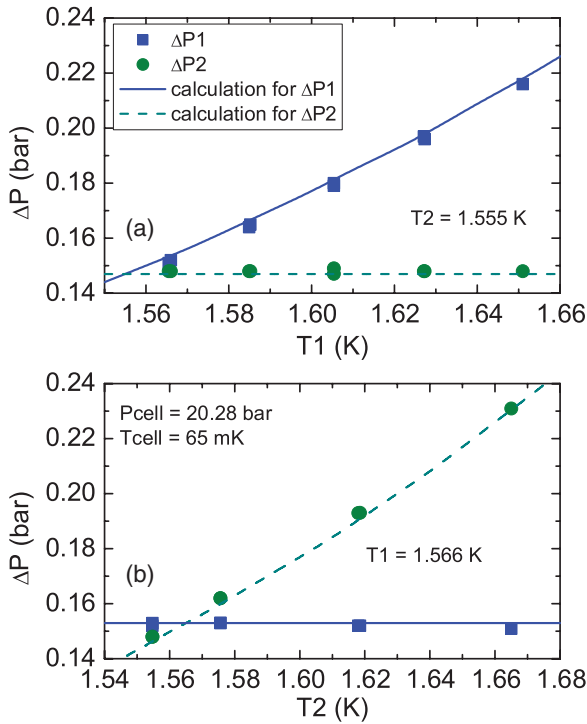 0.24
0.22
0.20
0.18
0.16
0.14
ΔP (bar)
ΔP1
ΔP2
calculation for ΔP1
calculation for ΔP2
(a)
T2 = 1.555 K
1.56 1.58 1.60 1.62 1.64 1.66
T1 (K)
0.24
0.22
0.20
0.18
0.16
0.14
ΔP (bar)
Pcell = 20.28 bar
Tcell = 65 mK
(b)
T1 = 1.566 K
1.54 1.56 1.58 1.60 1.62 1.64 1.66 1.68
T2 (K)